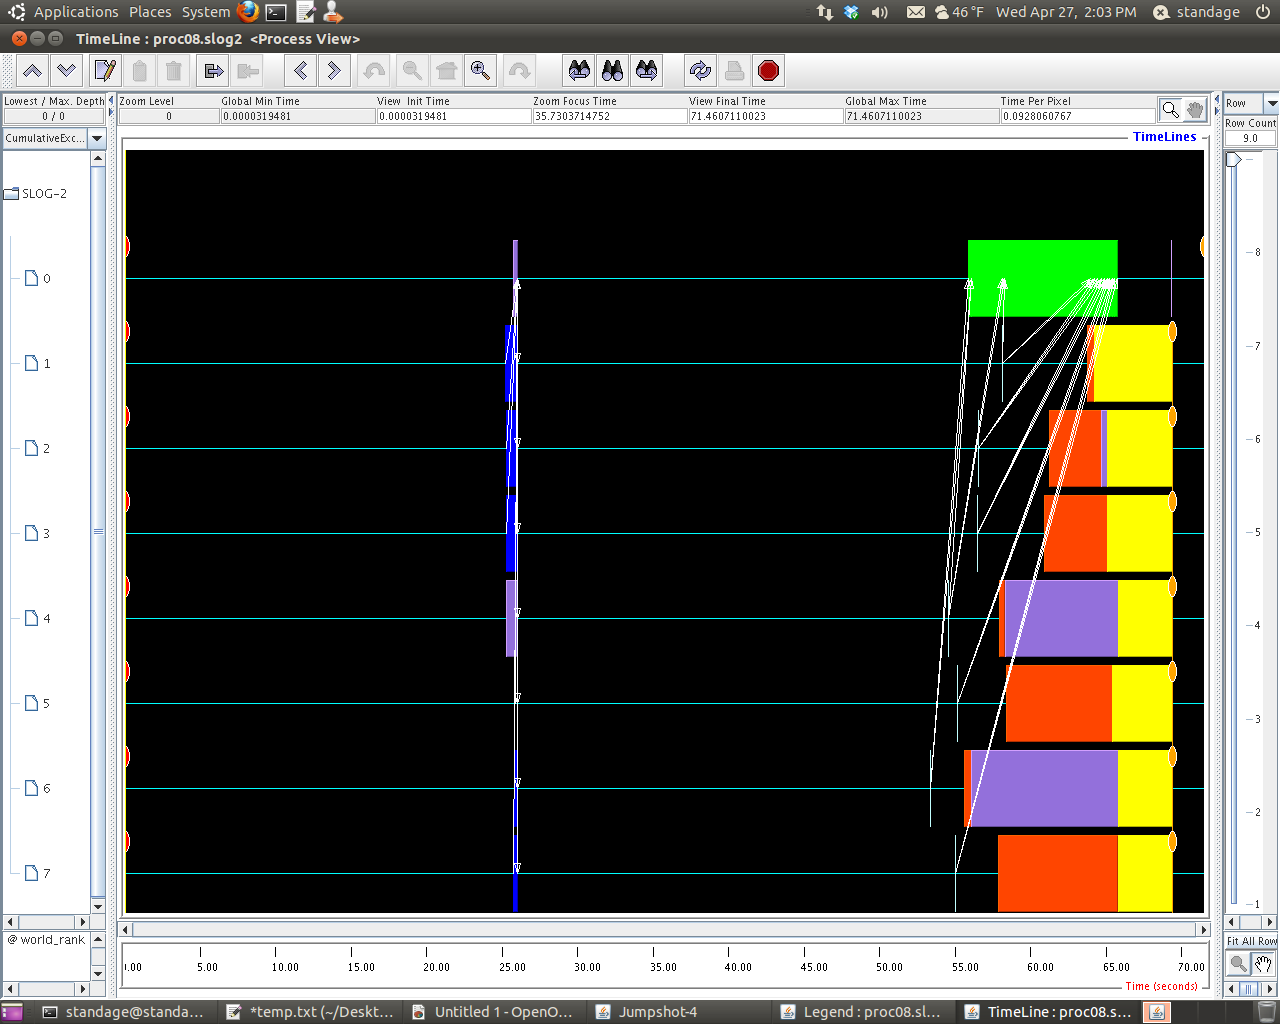 Applications Places System 46 °F Wed Apr 27, 2:03 PM standage
TimeLine : proc08.slog2 <Process View>
Lowest / Max. Depth Zoom Level Global Min Time View Init Time Zoom Focus Time View Final Time Global Max Time Time Per Pixel Row
0 / 0 0 0.0000319481 0.0000319481 35.7303714752 71.4607110023 71.4607110023 0.0928060767
Row Count
CumulativeExc... 9.0
TimeLines
SLOG-2
0
1
2
3
4
5
6
7
8
7
6
5
4
3
2
1
@ world_rank Fit All Row
1.00 5.00 10.00 15.00 20.00 25.00 30.00 35.00 40.00 45.00 50.00 55.00 60.00 65.00 70.00
Time (seconds)
standage@standa... *temp.txt (~/Deskt... Untitled 1 - OpenO... Jumpshot-4 Legend : proc08.sl... TimeLine : proc08.s...